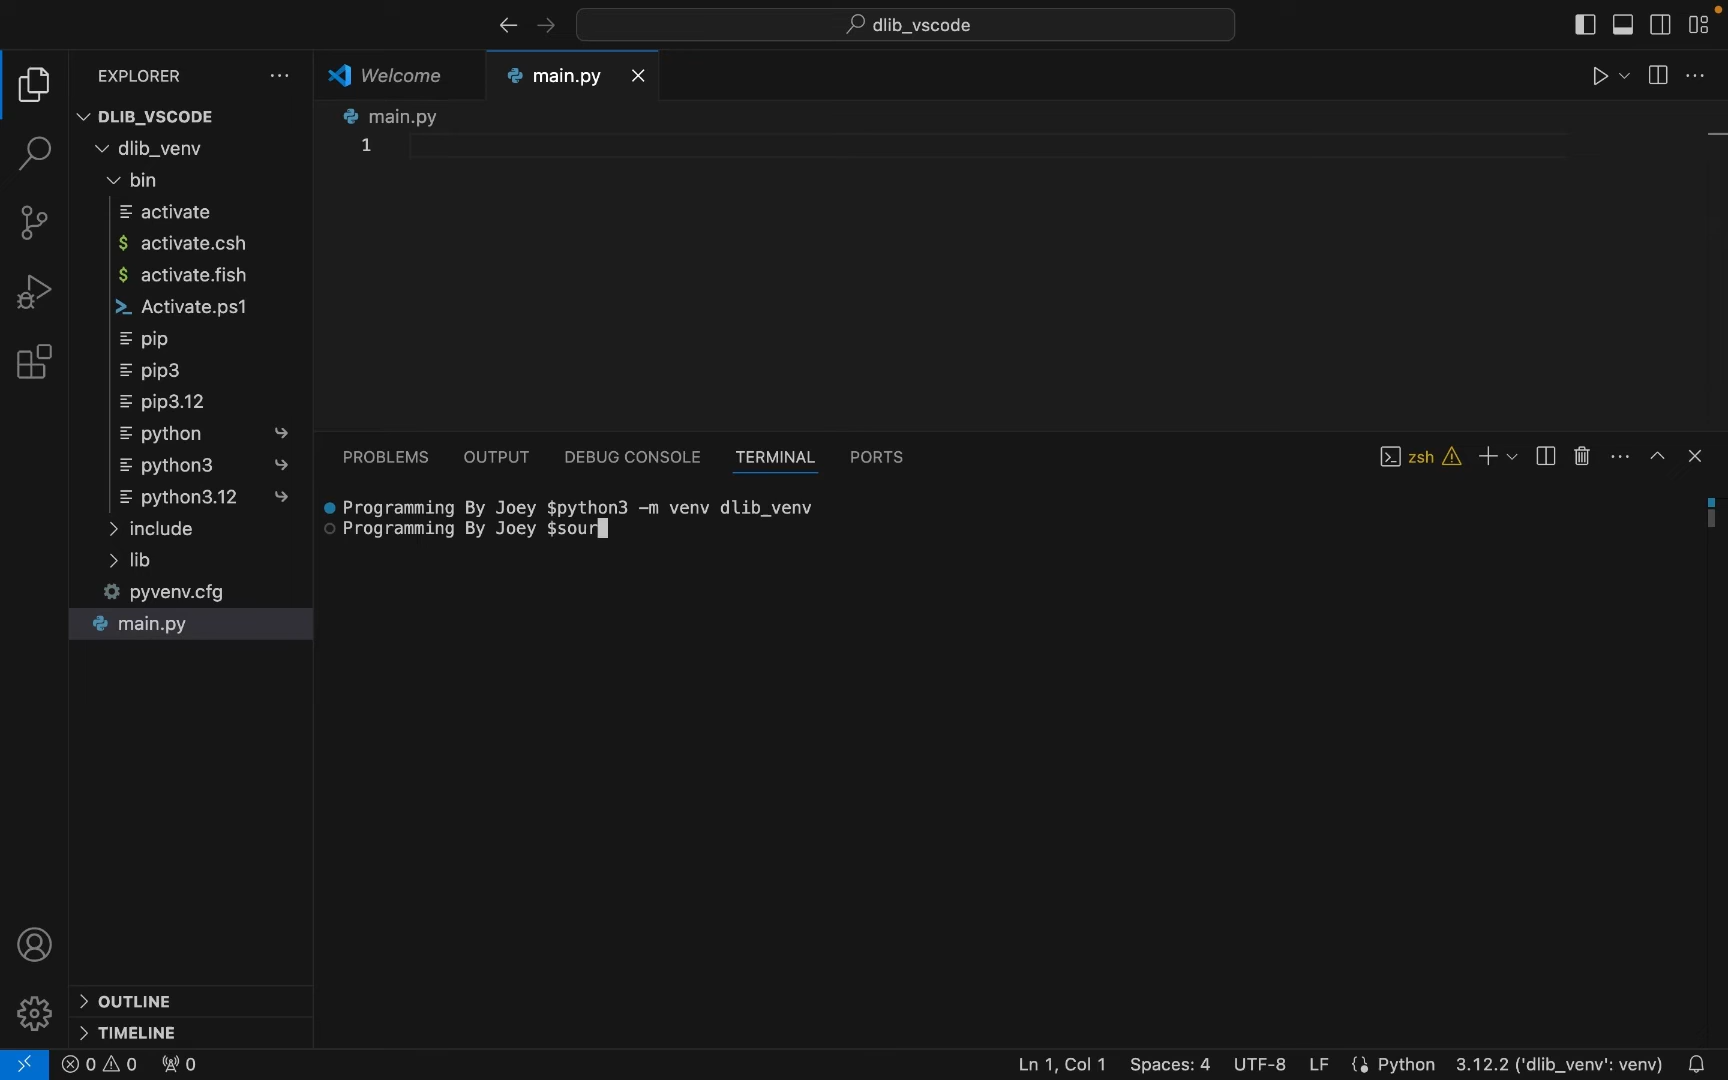 dlib_vscode
EXPLORER
Welcome
main.py
DLIB_VSCODE
main.py
dlib_venv
1
bin
activate
activate.csh
activate.fish
Activate.ps1
pip
pip3
pip3.12
python
python3
python3.12
include
lib
pyvenv.cfg
main.py
PROBLEMS OUTPUT DEBUG CONSOLE TERMINAL PORTS
zsh
Programming By Joey $python3 -m venv dlib_venv
Programming By Joey $sour
OUTLINE
TIMELINE
0 0 0 Ln 1, Col 1 Spaces: 4 UTF-8 LF Python 3.12.2 ('dlib_venv': venv)